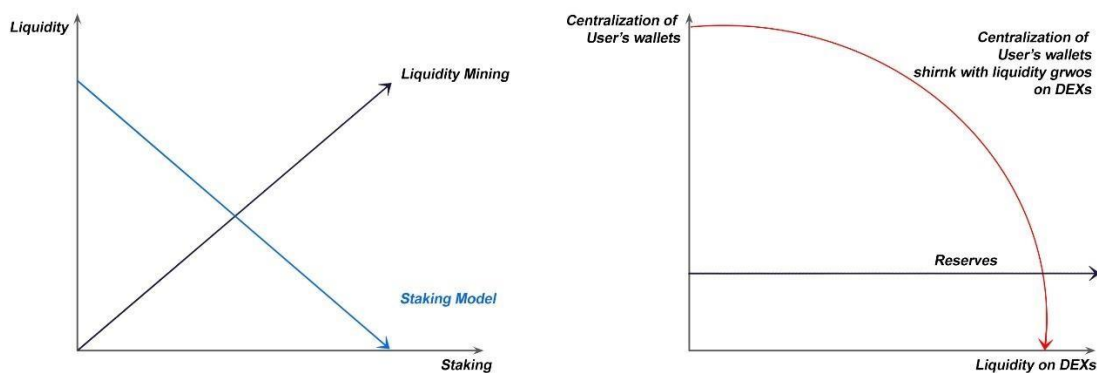 Liquidity
Liquidity Mining
Staking Model
Staking
Centralization of
User's wallets
Centralization of
User's wallets
shirnk with liquidity grwos
on DEXs
Reserves
Liquidity on DEXs